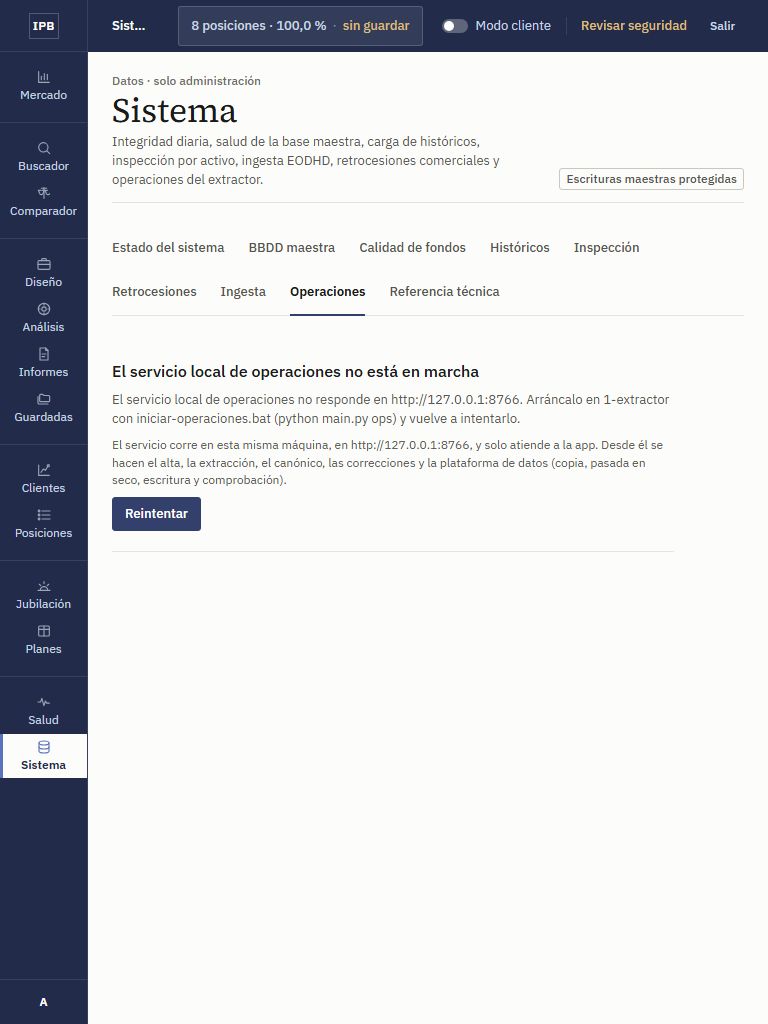 IPB
Sist...
8 posiciones · 100,0 % · sin guardar
Modo cliente
Revisar seguridad
Salir
Mercado
Buscador
Comparador
Diseño
Análisis
Informes
Guardadas
Clientes
Posiciones
Jubilación
Planes
Salud
Sistema
A
Datos · solo administración
Sistema
Integridad diaria, salud de la base maestra, carga de históricos,
inspección por activo, ingesta EODHD, retrocesiones comerciales y
operaciones del extractor.
Escrituras maestras protegidas
Estado del sistema BBDD maestra Calidad de fondos Históricos Inspección
Retrocesiones Ingesta Operaciones Referencia técnica
El servicio local de operaciones no está en marcha
El servicio local de operaciones no responde en http://127.0.0.1:8766. Arráncalo en 1-extractor
con iniciar-operaciones.bat (python main.py ops) y vuelve a intentarlo.
El servicio corre en esta misma máquina, en http://127.0.0.1:8766, y solo atiende a la app. Desde él se
hacen el alta, la extracción, el canónico, las correcciones y la plataforma de datos (copia, pasada en
seco, escritura y comprobación).
Reintentar